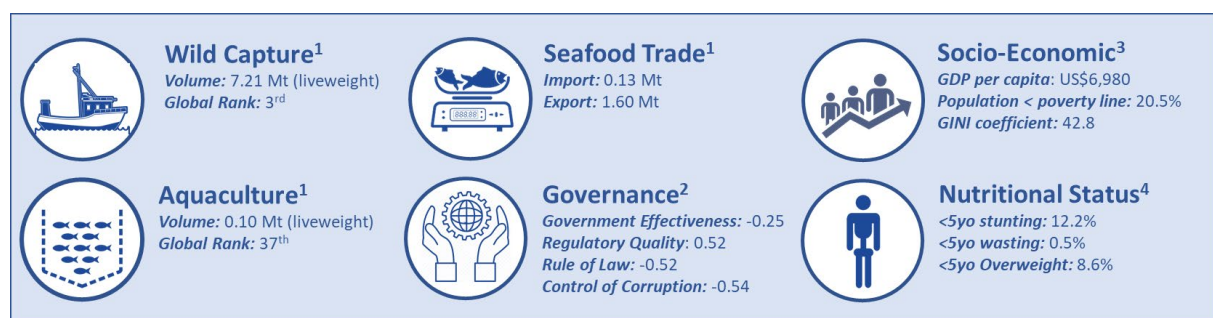 Wild Capture¹
Volume: 7.21 Mt (liveweight)
Global Rank: 3ʳᵈ
Seafood Trade¹
Import: 0.13 Mt
Export: 1.60 Mt
Socio-Economic³
GDP per capita: US$6,980
Population < poverty line: 20.5%
GINI coefficient: 42.8
Aquaculture¹
Volume: 0.10 Mt (liveweight)
Global Rank: 37ᵗʰ
Governance²
Government Effectiveness: -0.25
Regulatory Quality: 0.52
Rule of Law: -0.52
Control of Corruption: -0.54
Nutritional Status⁴
<5yo stunting: 12.2%
<5yo wasting: 0.5%
<5yo Overweight: 8.6%